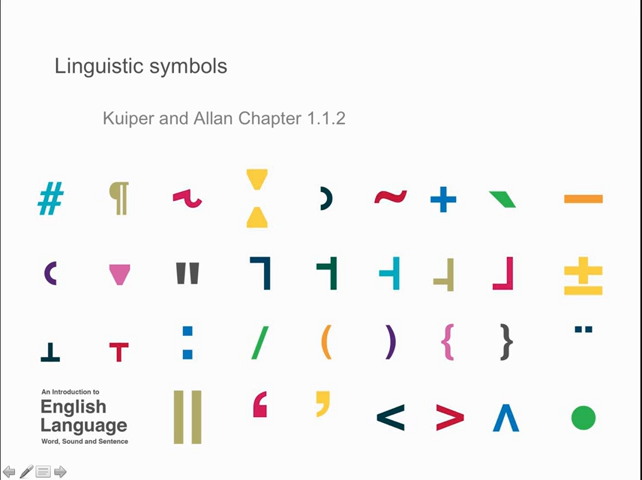 Linguistic symbols
Kuiper and Allan Chapter 1.1.2
# ¶ ~ + -
" ±
: / ( ) { } ¨
An Introduction to
English
Language
Word, Sound and Sentence
‖ ‘ ’ < > ʌ ●